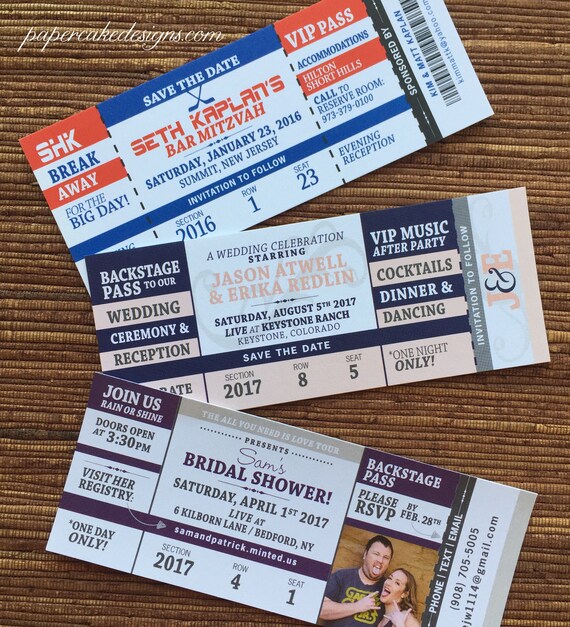 papercakedesigns.com
SHK
BREAK
AWAY
FOR THE
BIG DAY!
SAVE THE DATE
SETH KAPLAN'S
BAR MITZVAH
SATURDAY, JANUARY 23, 2016
SUMMIT, NEW JERSEY
INVITATION TO FOLLOW
SECTION
2016
ROW
1
SEAT
23
VIP PASS
ACCOMMODATIONS
HILTON
SHORT HILLS
CALL TO
RESERVE ROOM:
973-379-0100
EVENING
RECEPTION
SPONSORED BY
KIM & MATT KAPLAN
BACKSTAGE
PASS TO OUR
WEDDING
CEREMONY &
RECEPTION
A WEDDING CELEBRATION
STARRING
JASON ATWELL
& ERIKA REDLIN
SATURDAY, AUGUST 5TH 2017
LIVE AT KEYSTONE RANCH
KEYSTONE, COLORADO
SAVE THE DATE
SECTION
2017
ROW
8
SEAT
5
VIP MUSIC
AFTER PARTY
COCKTAILS
DINNER &
DANCING
*ONE NIGHT
ONLY!
INVITATION TO FOLLOW
J&E
JOIN US
RAIN OR SHINE
DOORS OPEN
AT 3:30PM
VISIT HER
REGISTRY:
*ONE DAY
ONLY!
THE ALL YOU NEED IS LOVE TOUR
PRESENTS
Sam's
BRIDAL SHOWER!
SATURDAY, APRIL 1ST 2017
LIVE AT
6 KILBORN LANE / BEDFORD, NY
samandpatrick.minted.us
SECTION
2017
ROW
4
SEAT
1
BACKSTAGE
PASS
PLEASE
RSVP
BY
FEB. 28TH
PHONE | TEXT | EMAIL
(908) 705-5005